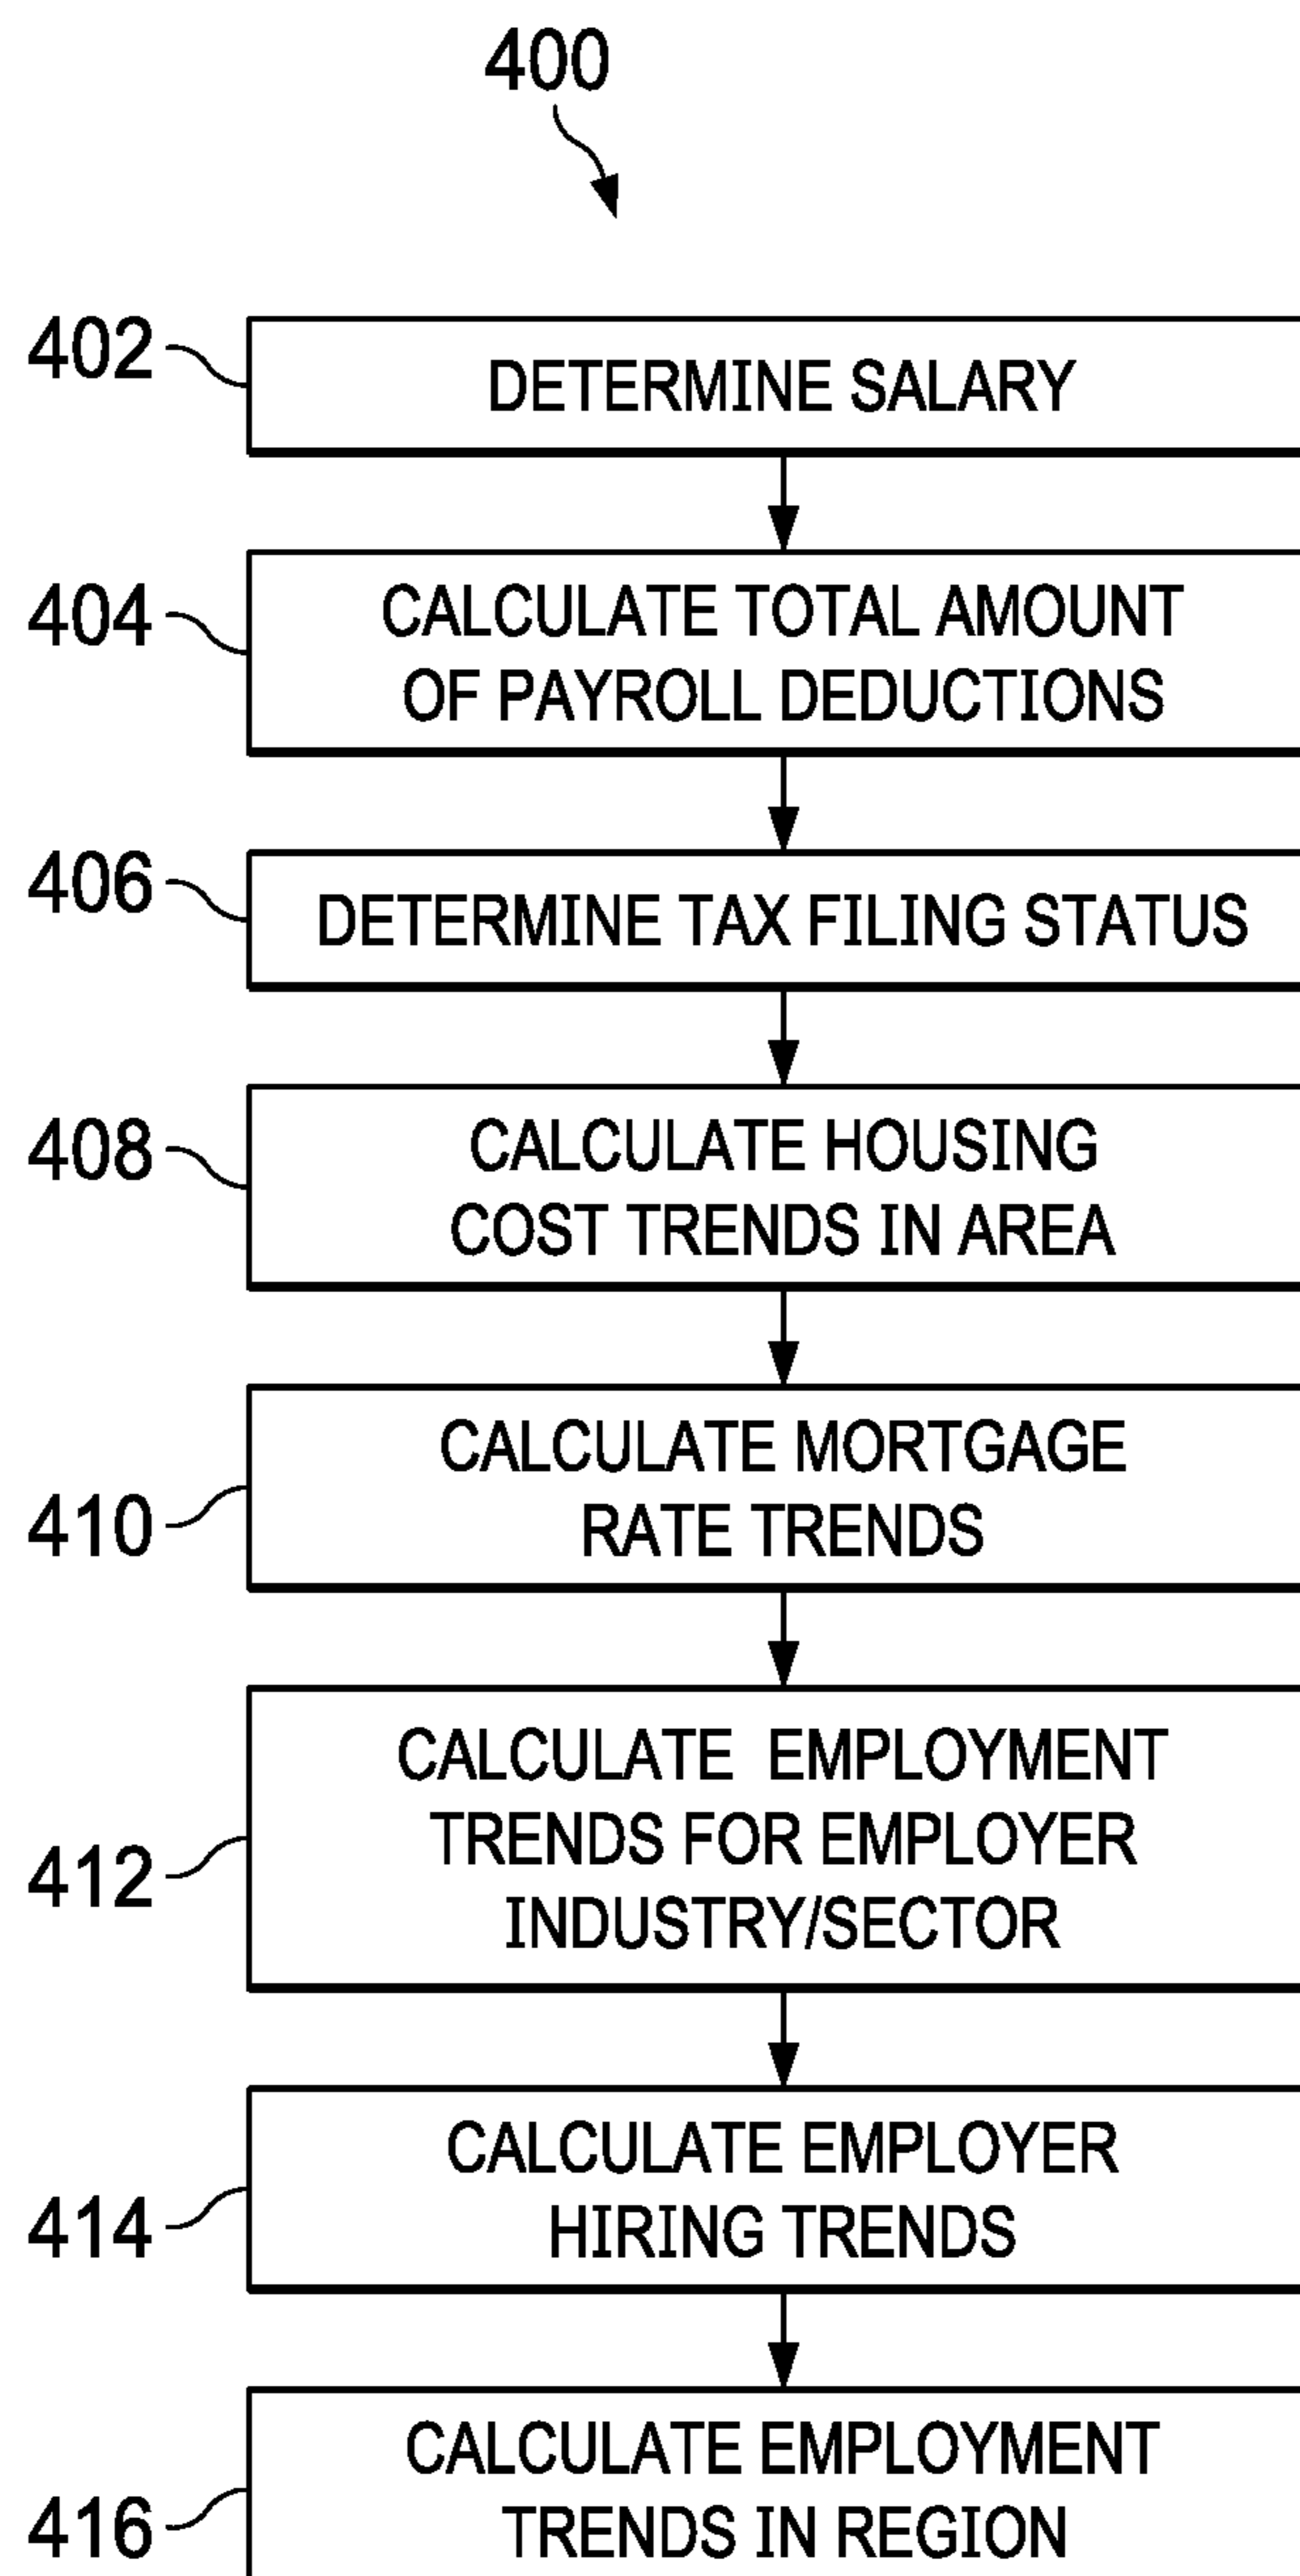 400
402
DETERMINE SALARY
404
CALCULATE TOTAL AMOUNT
OF PAYROLL DEDUCTIONS
406
DETERMINE TAX FILING STATUS
408
CALCULATE HOUSING
COST TRENDS IN AREA
410
CALCULATE MORTGAGE
RATE TRENDS
412
CALCULATE EMPLOYMENT
TRENDS FOR EMPLOYER
INDUSTRY/SECTOR
414
CALCULATE EMPLOYER
HIRING TRENDS
416
CALCULATE EMPLOYMENT
TRENDS IN REGION